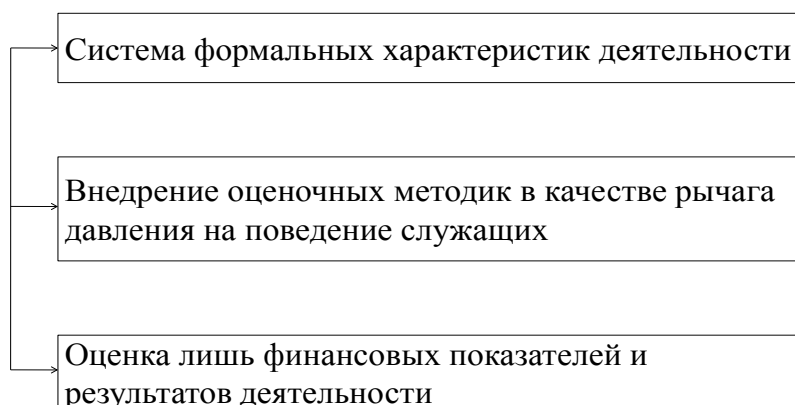 Система формальных характеристик деятельности
Внедрение оценочных методик в качестве рычага
давления на поведение служащих
Оценка лишь финансовых показателей и
результатов деятельности